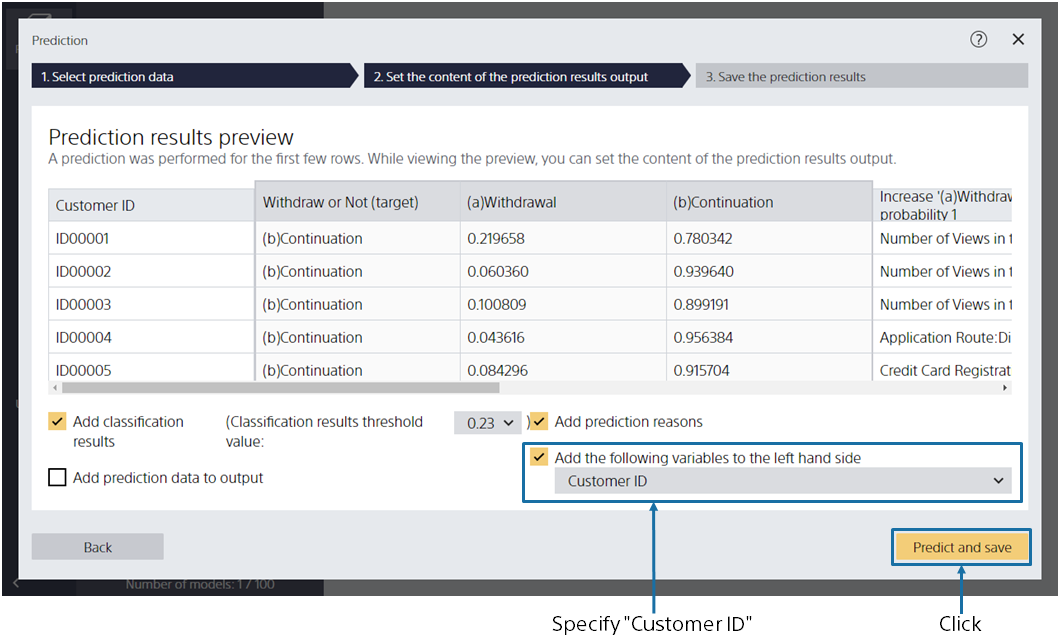 Prediction
1. Select prediction data
2. Set the content of the prediction results output
3. Save the prediction results
Prediction results preview
A prediction was performed for the first few rows. While viewing the preview, you can set the content of the prediction results output.
Customer ID Withdraw or Not (target) (a)Withdrawal (b)Continuation Increase '(a)Withdraw
probability 1
ID00001 (b)Continuation 0.219658 0.780342 Number of Views in t
ID00002 (b)Continuation 0.060360 0.939640 Number of Views in t
ID00003 (b)Continuation 0.100809 0.899191 Number of Views in t
ID00004 (b)Continuation 0.043616 0.956384 Application Route:Di
ID00005 (b)Continuation 0.084296 0.915704 Credit Card Registrat
Add classification
results
(Classification results threshold
value:
0.23 )
Add prediction reasons
Add the following variables to the left hand side
Customer ID
Add prediction data to output
Back
Predict and save
Number of models: 1 / 100
Specify "Customer ID"
Click